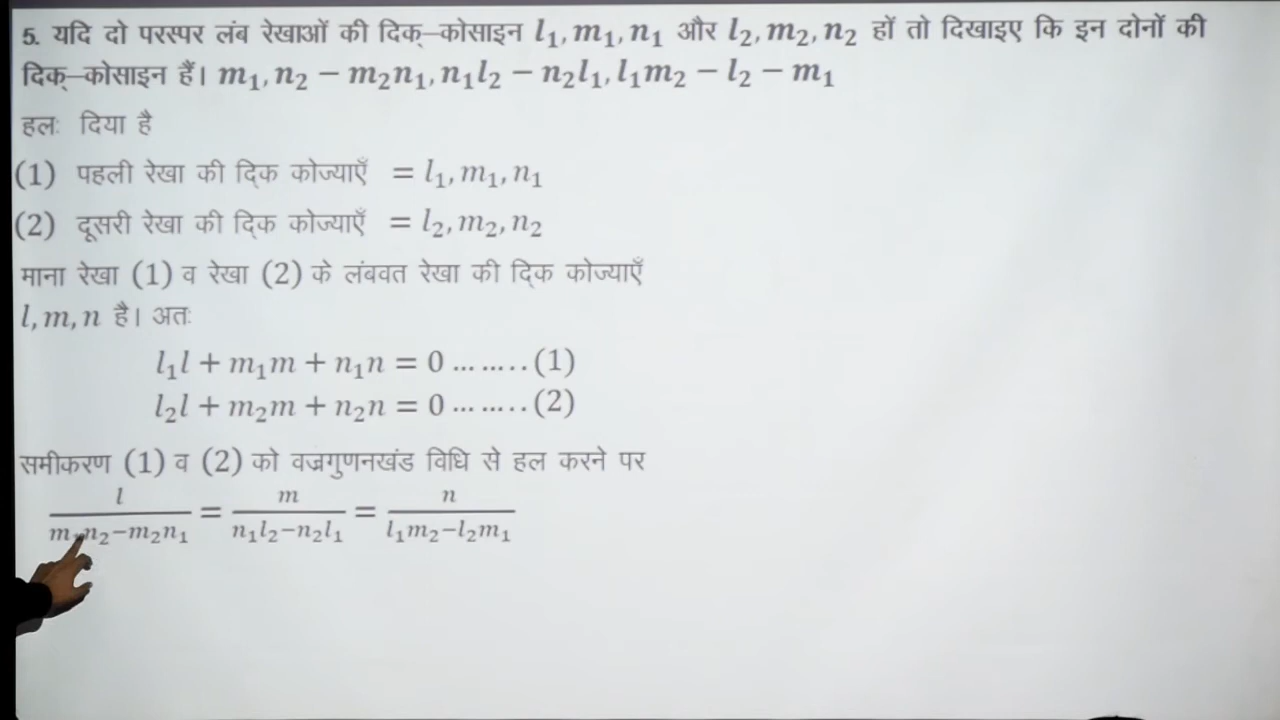 5. यदि दो परस्पर लंब रेखाओं की दिक्–कोसाइन l₁, m₁, n₁ और l₂, m₂, n₂ हों तो दिखाइए कि इन दोनों की
दिक्–कोसाइन हैं। m₁, n₂ − m₂n₁, n₁l₂ − n₂l₁, l₁m₂ − l₂ − m₁
हलः दिया है
(1) पहली रेखा की दि्क कोज्याएँ = l₁, m₁, n₁
(2) दूसरी रेखा की दि्क कोज्याएँ = l₂, m₂, n₂
माना रेखा (1) व रेखा (2) के लंबवत रेखा की दि्क कोज्याएँ
l, m, n है। अतः
l₁l + m₁m + n₁n = 0 ... ... .. (1)
l₂l + m₂m + n₂n = 0 ... ... .. (2)
समीकरण (1) व (2) को वज्रगुणनखंड विधि से हल करने पर
l/(m₁n₂−m₂n₁) = m/(n₁l₂−n₂l₁) = n/(l₁m₂−l₂m₁)